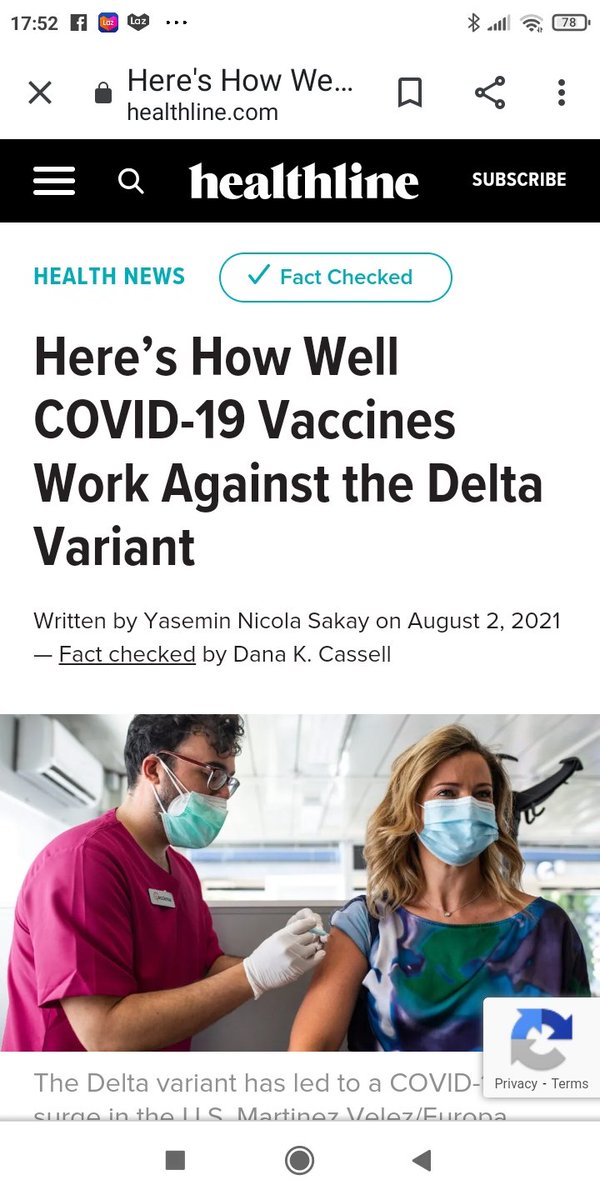 17:52 Laz Laz ... 78
Here's How We...
healthline.com
healthline SUBSCRIBE
HEALTH NEWS Fact Checked
Here’s How Well
COVID-19 Vaccines
Work Against the Delta
Variant
Written by Yasemin Nicola Sakay on August 2, 2021
— Fact checked by Dana K. Cassell
The Delta variant has led to a COVID-
surge in the U.S. Martinez Velez/Europa
Privacy - Terms